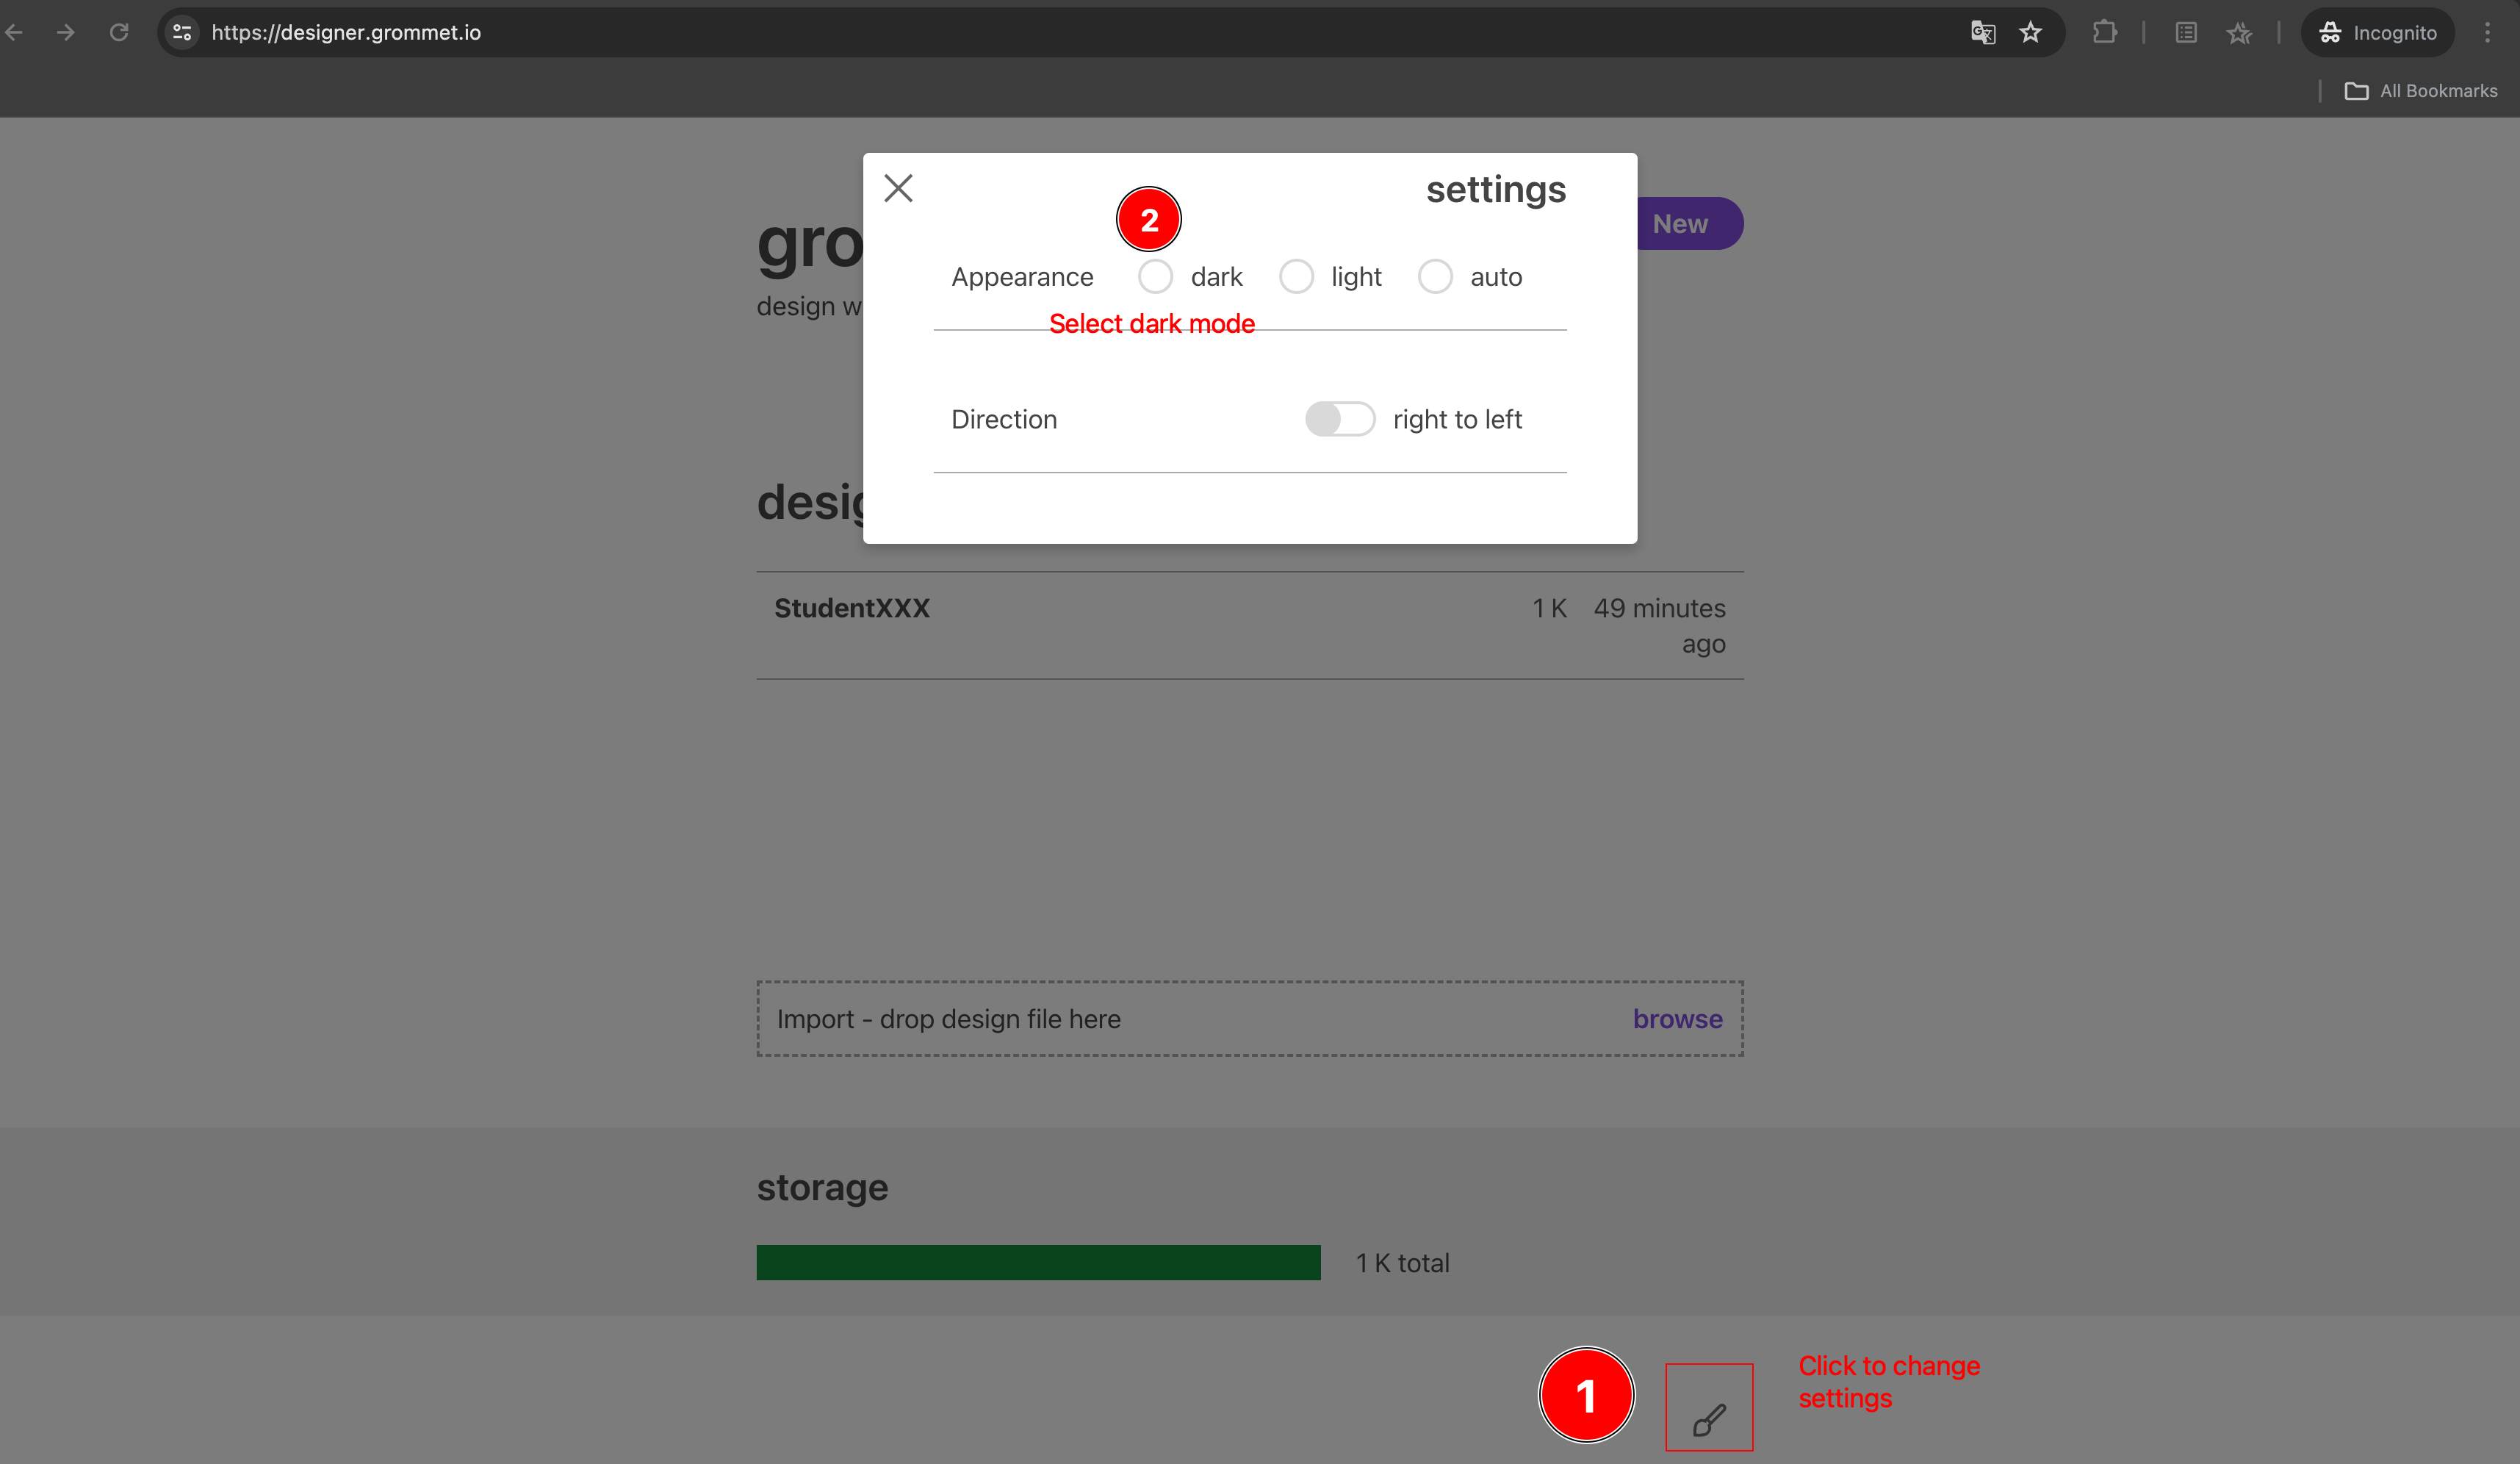 https://designer.grommet.io
Incognito
All Bookmarks
settings
2
gro
New
Appearance dark light auto
design w
Select dark mode
Direction right to left
desig
StudentXXX 1 K 49 minutes
ago
Import - drop design file here browse
storage
1 K total
1
Click to change
settings